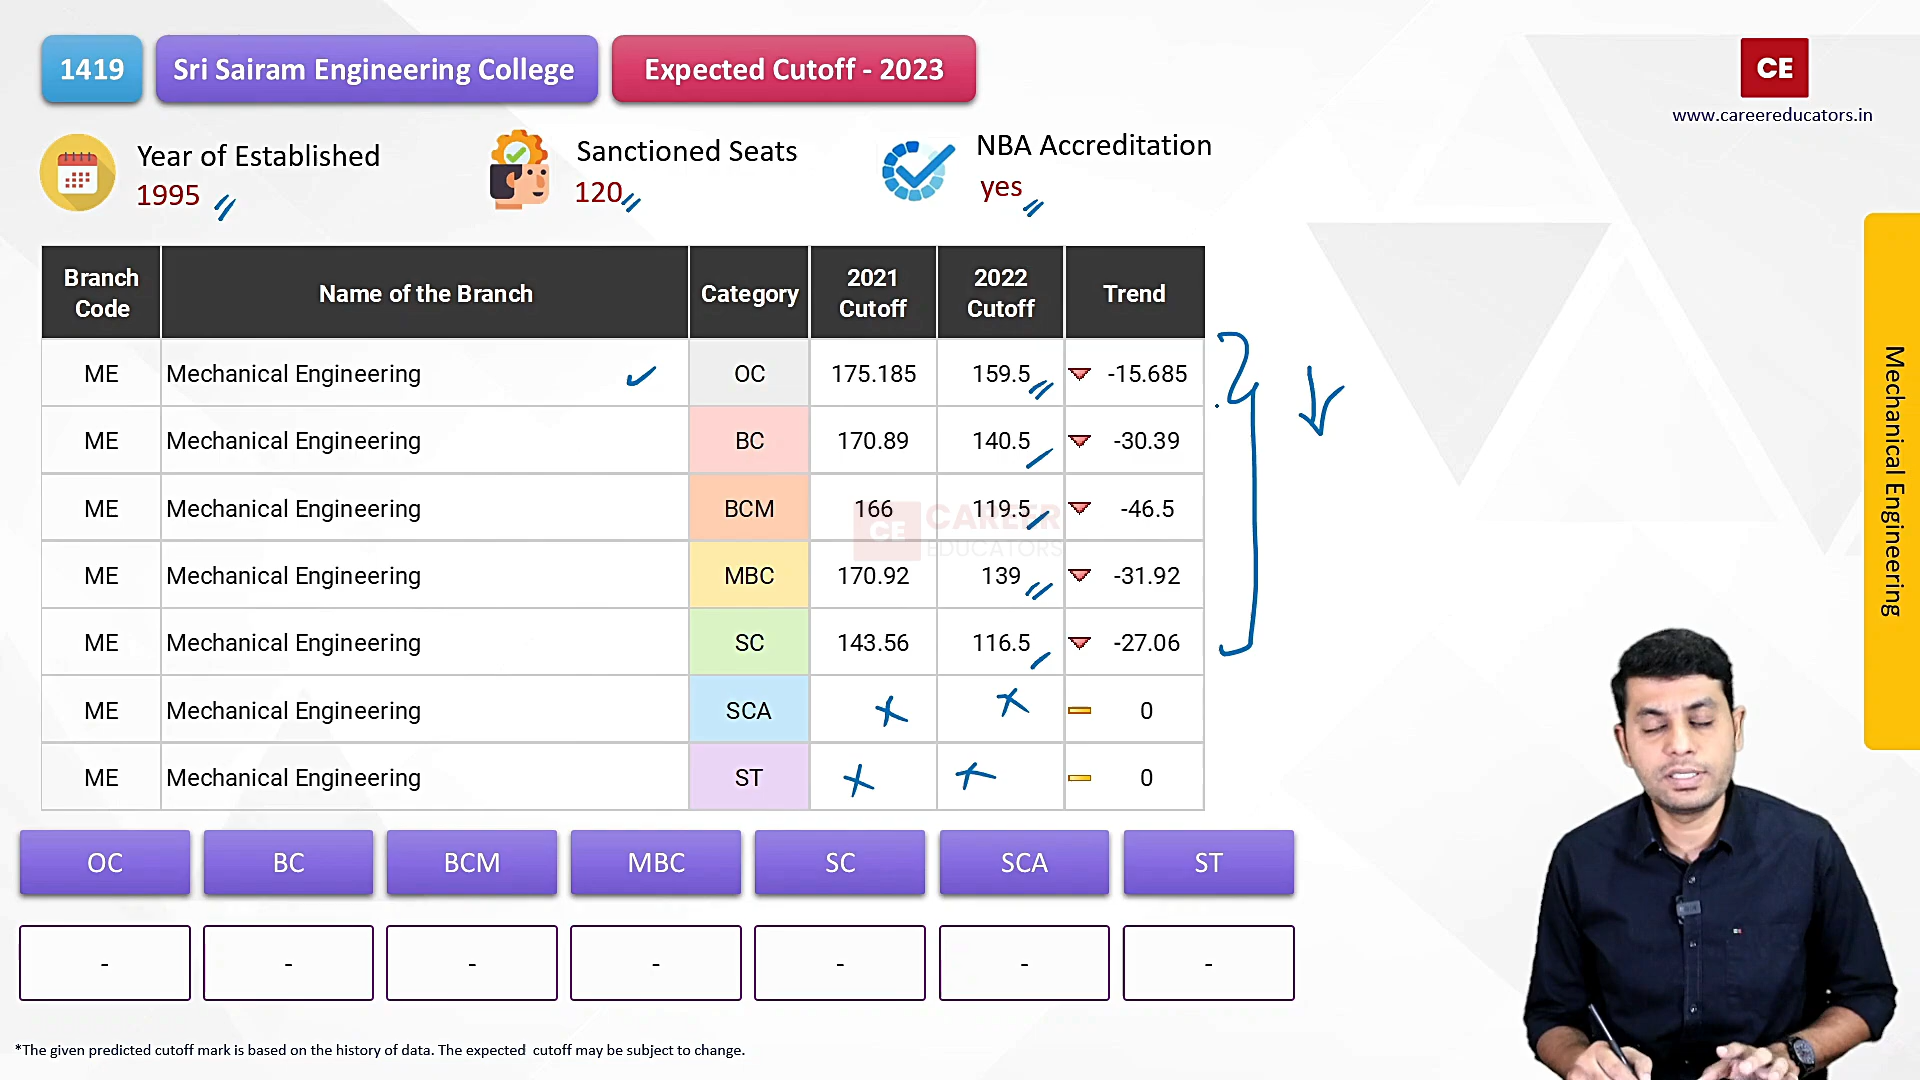 1419 Sri Sairam Engineering College Expected Cutoff - 2023
CE
www.careereducators.in
Year of Established
1995
Sanctioned Seats
120
NBA Accreditation
yes
Branch Code Name of the Branch Category 2021 Cutoff 2022 Cutoff Trend
ME Mechanical Engineering OC 175.185 159.5 -15.685
ME Mechanical Engineering BC 170.89 140.5 -30.39
ME Mechanical Engineering BCM 166 119.5 -46.5
ME Mechanical Engineering MBC 170.92 139 -31.92
ME Mechanical Engineering SC 143.56 116.5 -27.06
ME Mechanical Engineering SCA 0
ME Mechanical Engineering ST 0
CE CAREER
EDUCATORS
Mechanical Engineering
OC BC BCM MBC SC SCA ST
- - - - - - -
*The given predicted cutoff mark is based on the history of data. The expected cutoff may be subject to change.